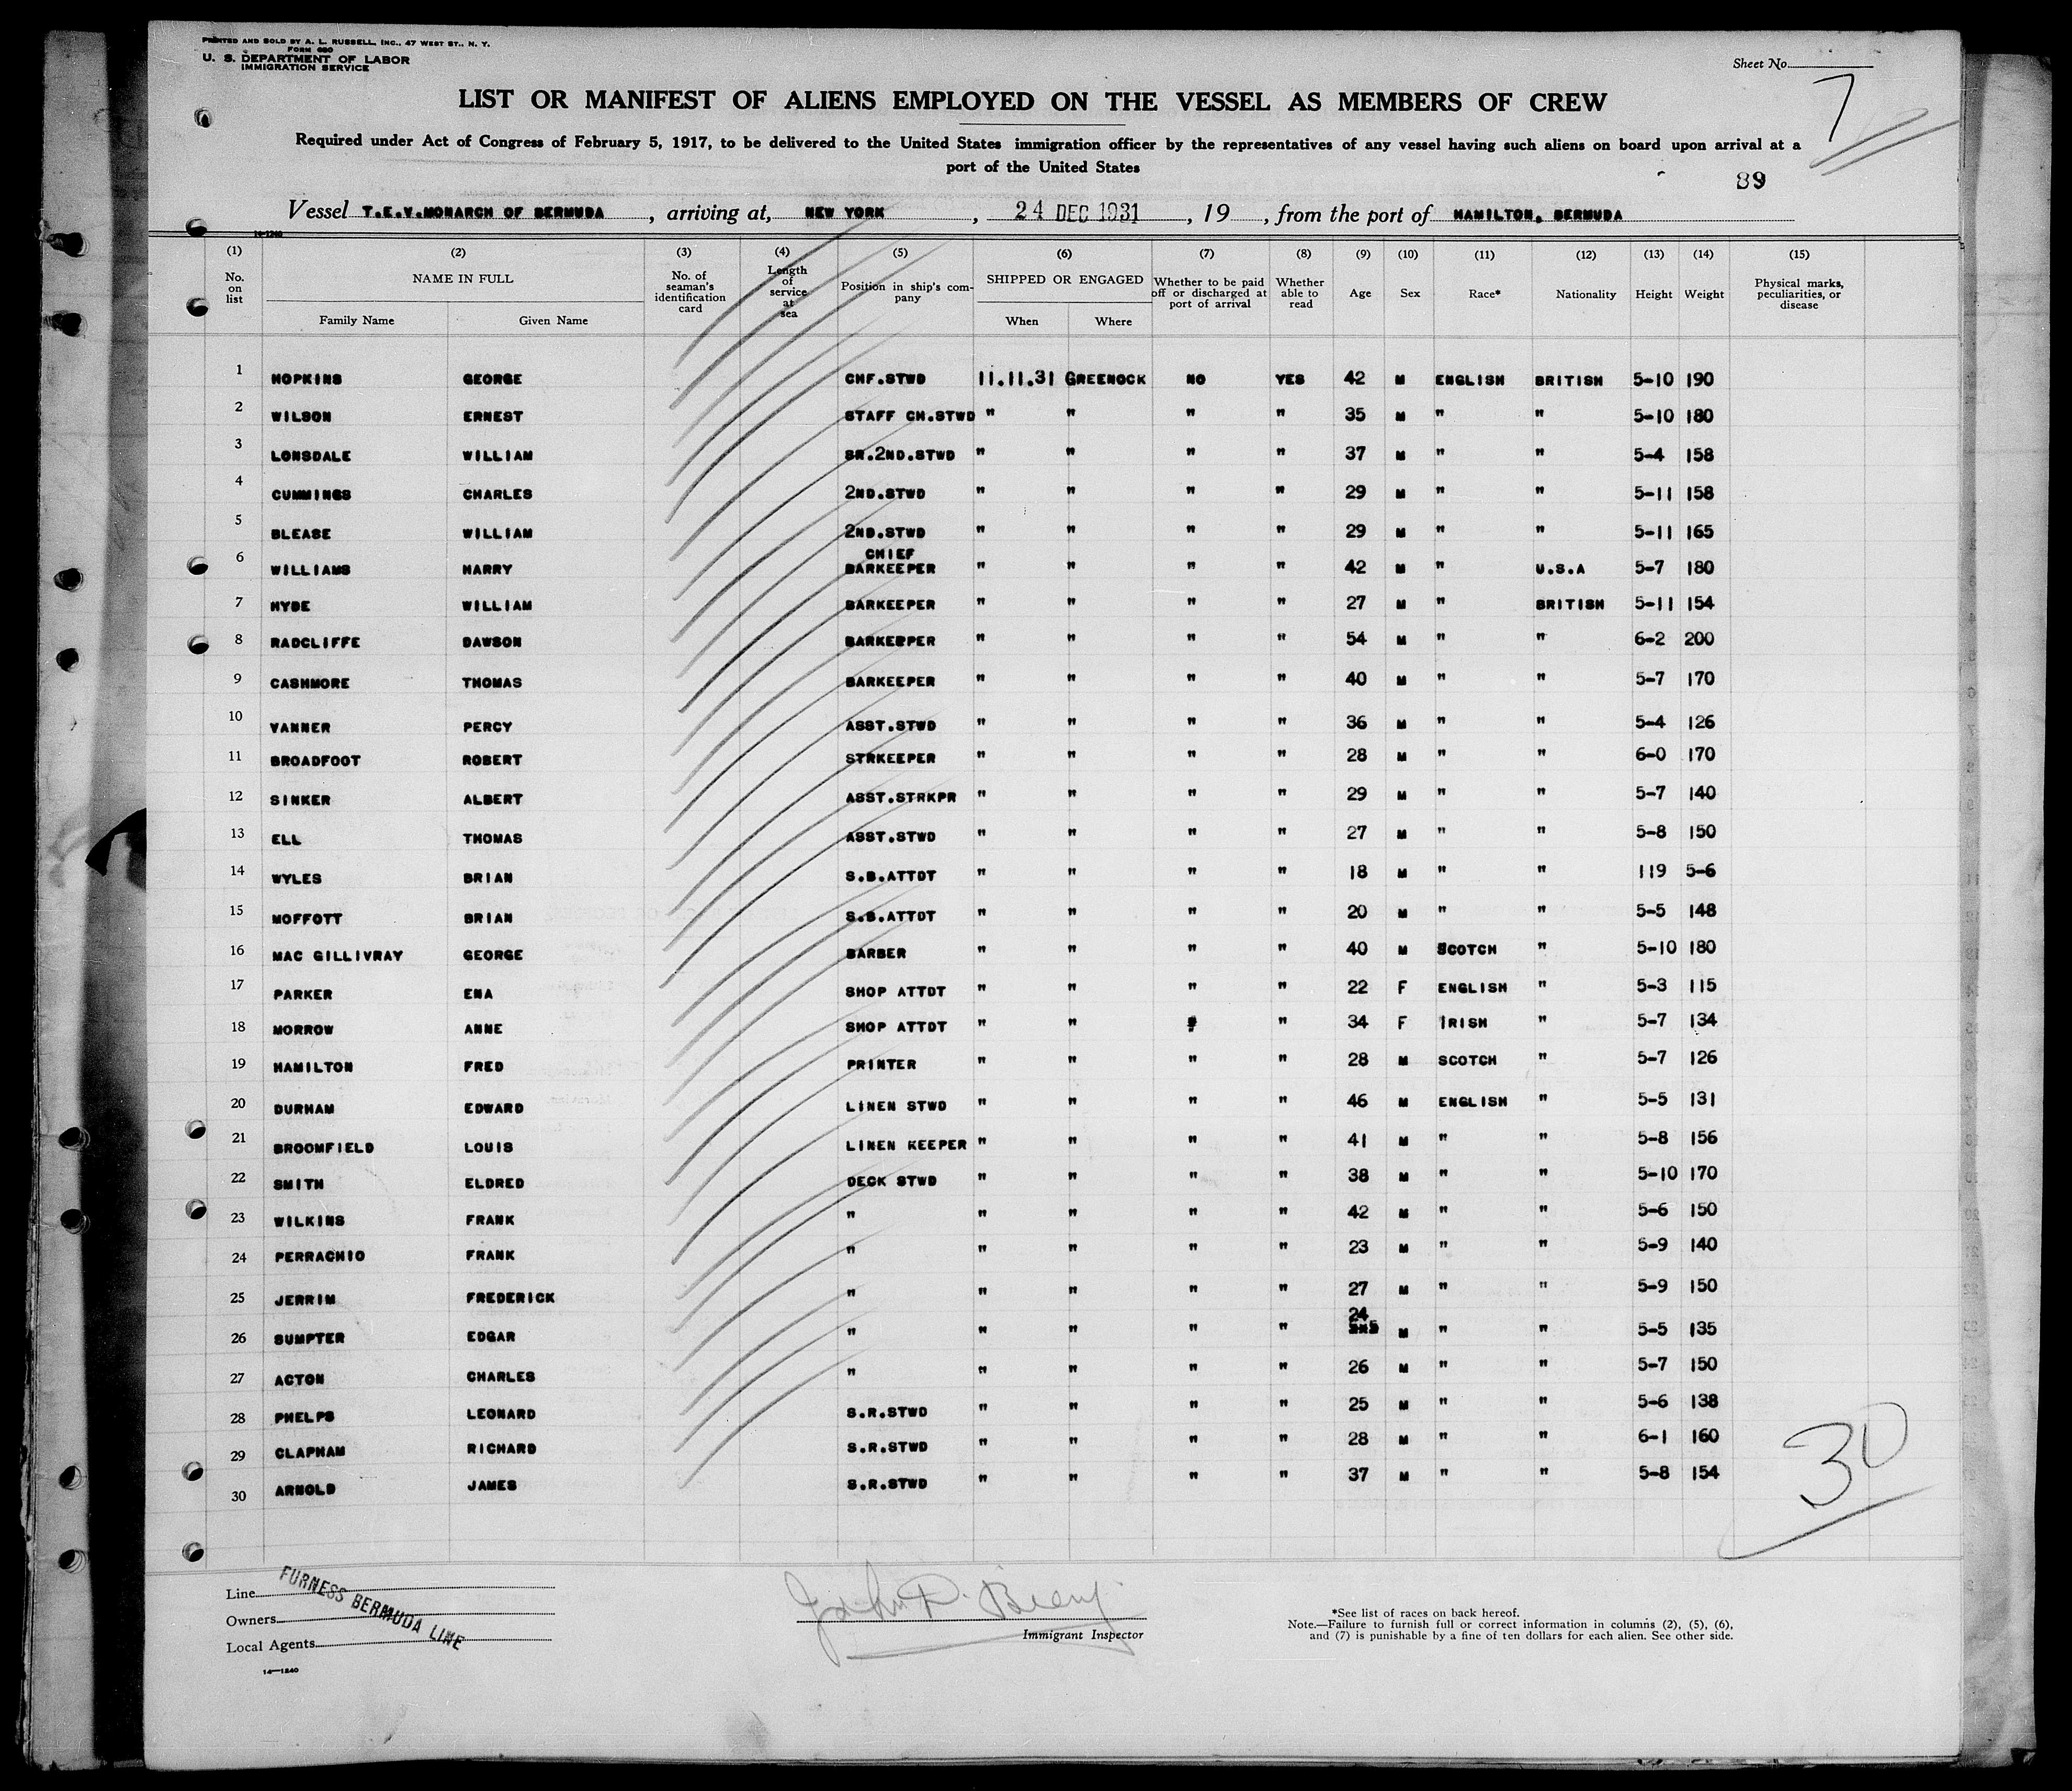 PRINTED AND SOLD BY A. L. RUSSELL, INC., 47 WEST ST., N. Y.
FORM 680
U. S. DEPARTMENT OF LABOR
IMMIGRATION SERVICE
Sheet No. 7
LIST OR MANIFEST OF ALIENS EMPLOYED ON THE VESSEL AS MEMBERS OF CREW
Required under Act of Congress of February 5, 1917, to be delivered to the United States immigration officer by the representatives of any vessel having such aliens on board upon arrival at a
port of the United States
89
Vessel T.E.V.MONARCH OF BERMUDA , arriving at, NEW YORK , 24 DEC 1931 , 19 , from the port of HAMILTON, BERMUDA
14-1240
(1) (2) (3) (4) (5) (6) (7) (8) (9) (10) (11) (12) (13) (14) (15)
No. on list NAME IN FULL Family Name Given Name No. of seaman's identification card Length of service at sea Position in ship's company SHIPPED OR ENGAGED When Where Whether to be paid off or discharged at port of arrival Whether able to read Age Sex Race* Nationality Height Weight Physical marks, peculiarities, or disease
1 HOPKINS GEORGE CHF.STWD 11.11.31 GREENOCK NO YES 42 M ENGLISH BRITISH 5-10 190
2 WILSON ERNEST STAFF CH.STWD " " " " 35 M " " 5-10 180
3 LONSDALE WILLIAM SR.2ND.STWD " " " " 37 M " " 5-4 158
4 CUMMINGS CHARLES 2ND.STWD " " " " 29 M " " 5-11 158
5 BLEASE WILLIAM 2ND.STWD " " " " 29 M " " 5-11 165
6 WILLIAMS HARRY CHIEF BARKEEPER " " " " 42 M " U.S.A 5-7 180
7 HYDE WILLIAM BARKEEPER " " " " 27 M " BRITISH 5-11 154
8 RADCLIFFE DAWSON BARKEEPER " " " " 54 M " " 6-2 200
9 CASHMORE THOMAS BARKEEPER " " " " 40 M " " 5-7 170
10 VANNER PERCY ASST.STWD " " " " 36 M " " 5-4 126
11 BROADFOOT ROBERT STRKEEPER " " " " 28 M " " 6-0 170
12 SINKER ALBERT ASST.STRKPR " " " " 29 M " " 5-7 140
13 ELL THOMAS ASST.STWD " " " " 27 M " " 5-8 150
14 WYLES BRIAN S.B.ATTDT " " " " 18 M " " 119 5-6
15 MOFFOTT BRIAN S.B.ATTDT " " " " 20 M " " 5-5 148
16 MAC GILLIVRAY GEORGE BARBER " " " " 40 M SCOTCH " 5-10 180
17 PARKER ENA SHOP ATTDT " " " " 22 F ENGLISH " 5-3 115
18 MORROW ANNE SHOP ATTDT " " " " 34 F IRISH " 5-7 134
19 HAMILTON FRED PRINTER " " " " 28 M SCOTCH " 5-7 126
20 DURHAM EDWARD LINEN STWD " " " " 46 M ENGLISH " 5-5 131
21 BROOMFIELD LOUIS LINEN KEEPER " " " " 41 M " " 5-8 156
22 SMITH ELDRED DECK STWD " " " " 38 M " " 5-10 170
23 WILKINS FRANK " " " " " 42 M " " 5-6 150
24 PERRACHIO FRANK " " " " " 23 M " " 5-9 140
25 JERRIM FREDERICK " " " " " 27 M " " 5-9 150
26 SUMPTER EDGAR " " " " " 24 M " " 5-5 135
27 ACTON CHARLES " " " " " 26 M " " 5-7 150
28 PHELPS LEONARD S.R.STWD " " " " 25 M " " 5-6 138
29 CLAPHAM RICHARD S.R.STWD " " " " 28 M " " 6-1 160
30 ARNOLD JAMES S.R.STWD " " " " 37 M " " 5-8 154
30
Line
Owners
Local Agents
FURNESS BERMUDA LINE
14-1240
John
Immigrant Inspector
*See list of races on back hereof.
Note.—Failure to furnish full or correct information in columns (2), (5), (6),
and (7) is punishable by a fine of ten dollars for each alien. See other side.